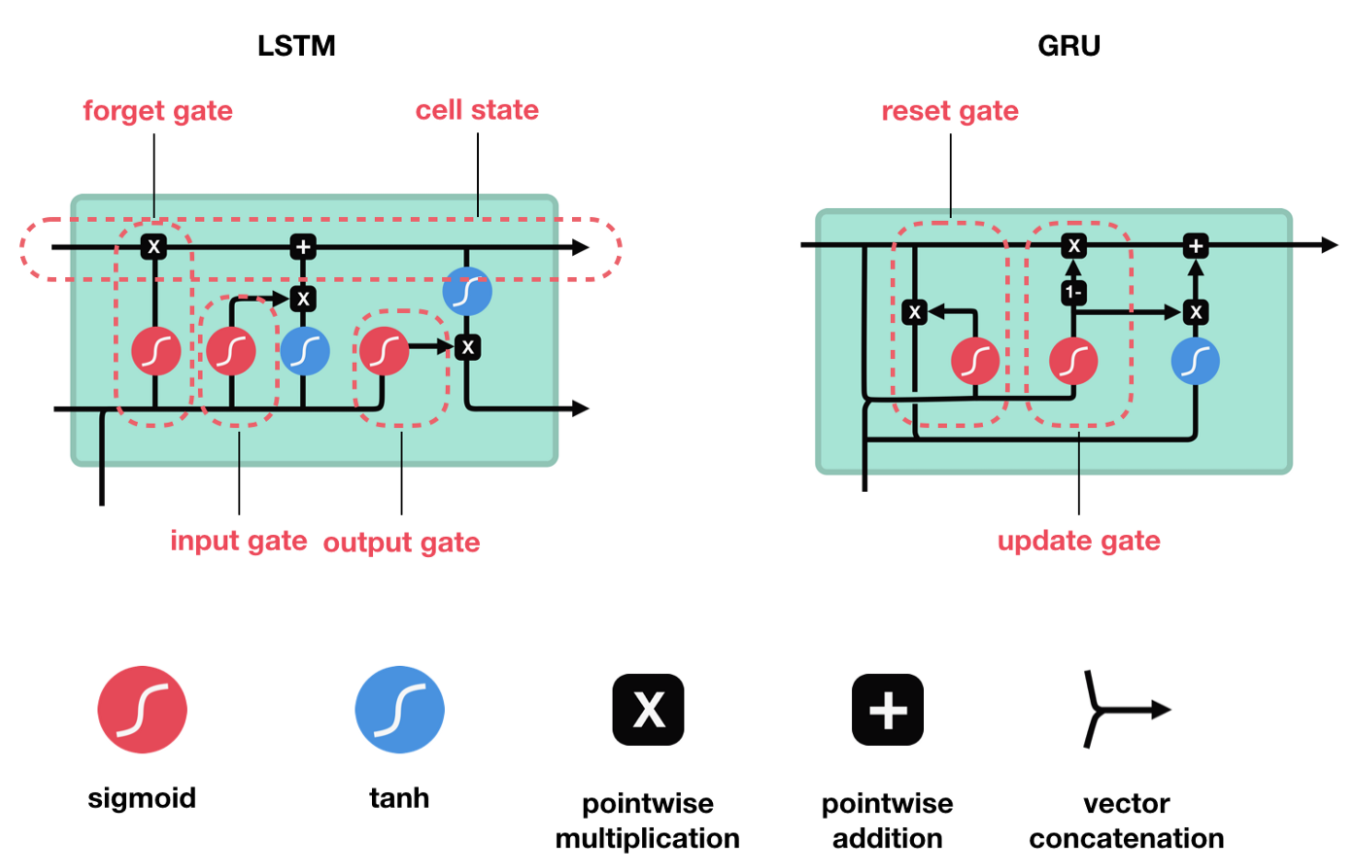 LSTM
GRU
forget gate
cell state
reset gate
X
+
X
X
X
+
1-
X
X
input gate
output gate
update gate
X
+
sigmoid
tanh
pointwise
multiplication
pointwise
addition
vector
concatenation